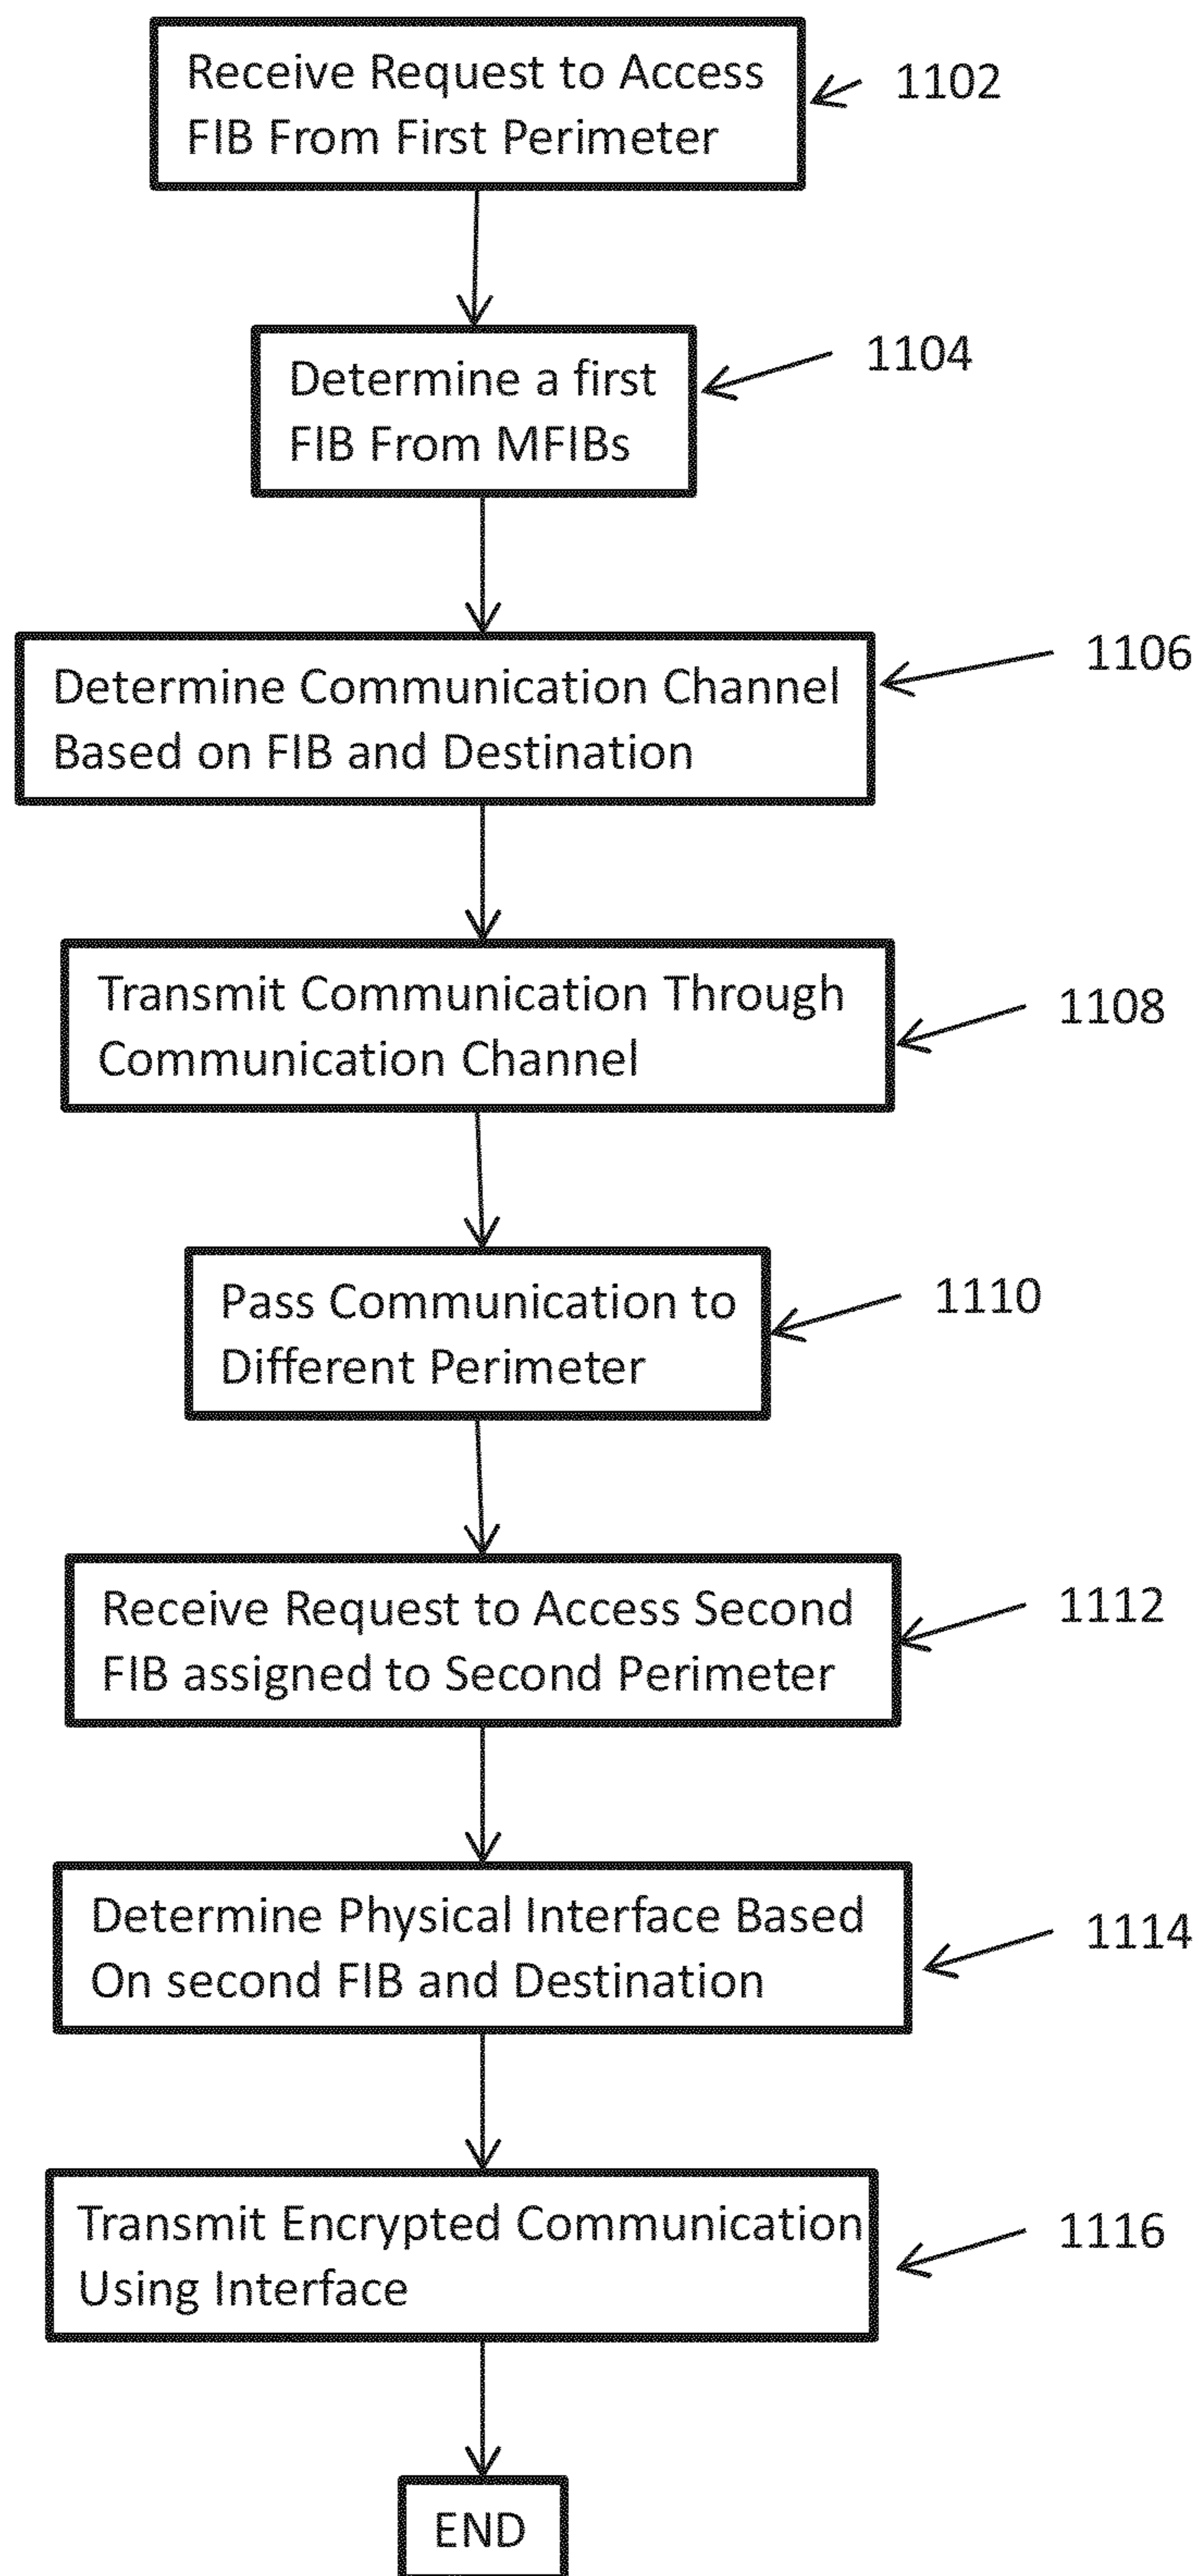 Receive Request to Access
FIB From First Perimeter
1102
Determine a first
FIB From MFIBs
1104
Determine Communication Channel
Based on FIB and Destination
1106
Transmit Communication Through
Communication Channel
1108
Pass Communication to
Different Perimeter
1110
Receive Request to Access Second
FIB assigned to Second Perimeter
1112
Determine Physical Interface Based
On second FIB and Destination
1114
Transmit Encrypted Communication
Using Interface
1116
END